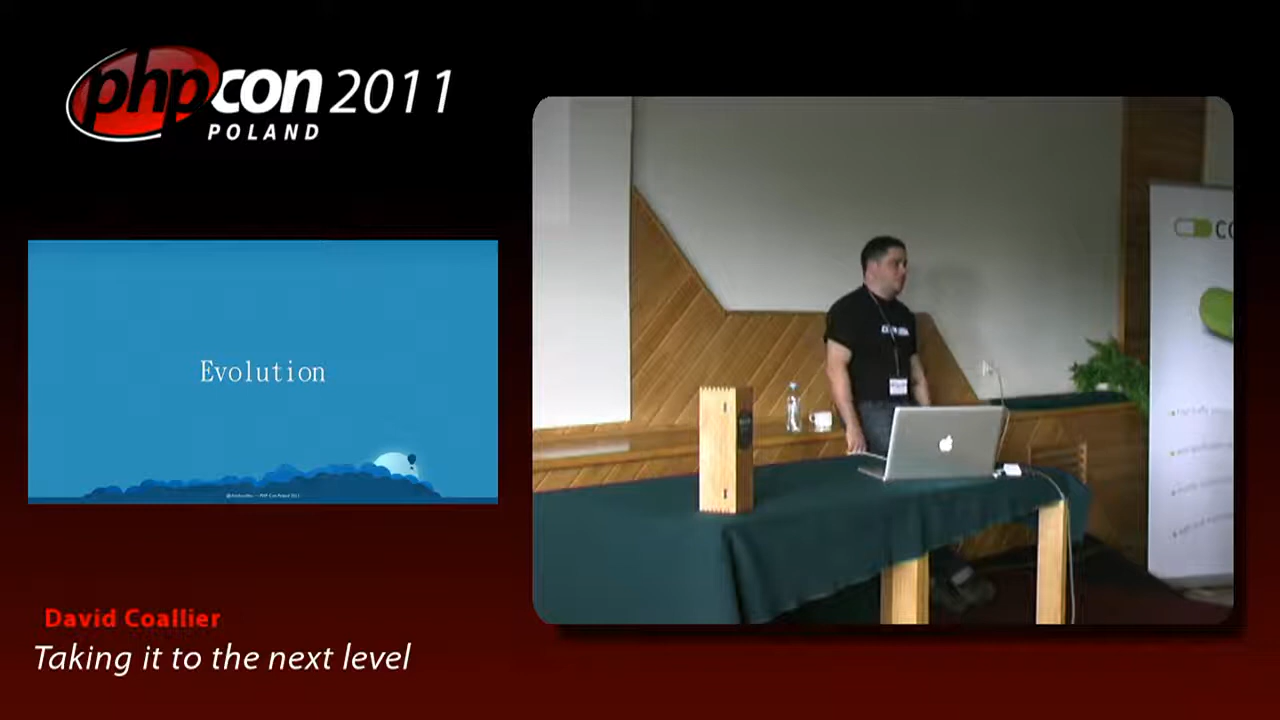 phpcon 2011
POLAND
Evolution
David Coallier
Taking it to the next level